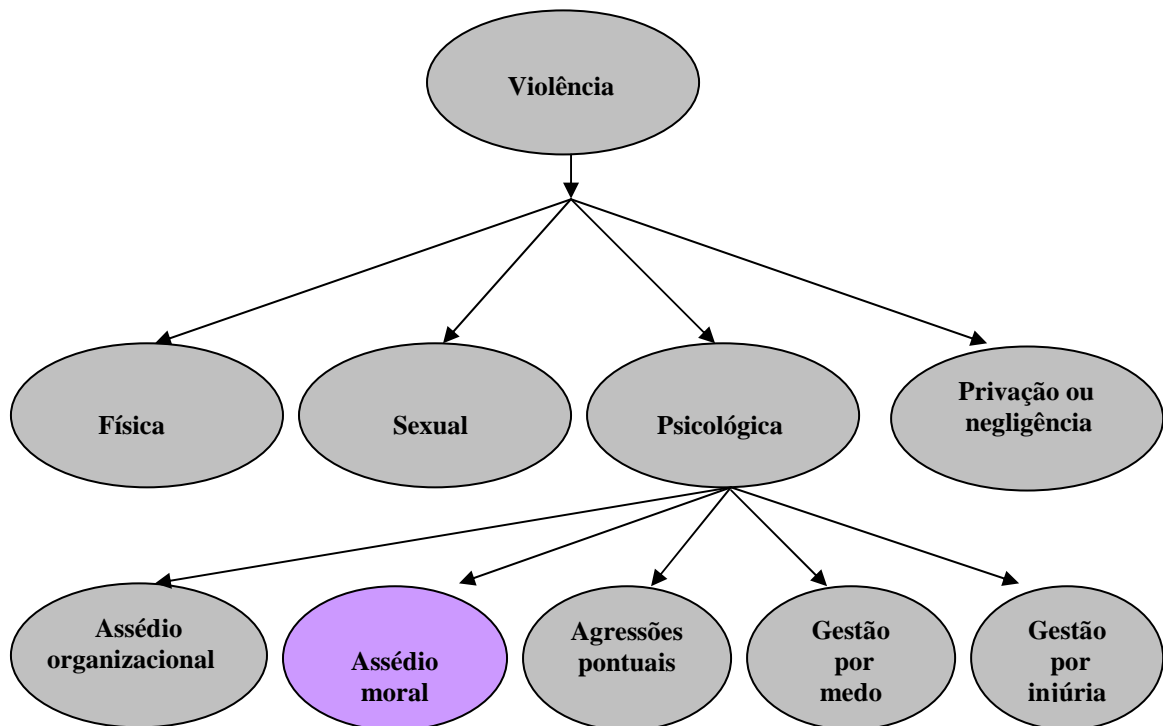 Violência
Física
Sexual
Psicológica
Privação ou
negligência
Assédio
organizacional
Assédio
moral
Agressões
pontuais
Gestão
por
medo
Gestão
por
injúria